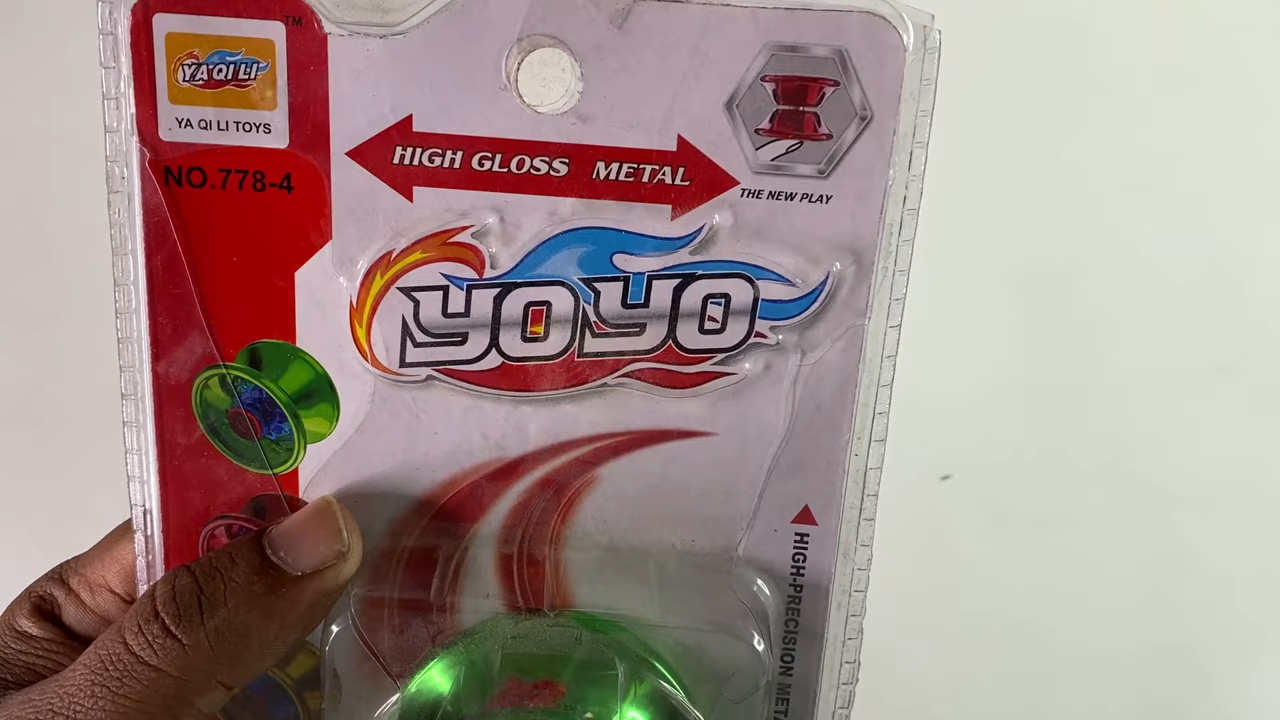 TM
YA QI LI
YA QI LI TOYS
NO.778-4
HIGH GLOSS METAL
THE NEW PLAY
YOYO
HIGH-PRECISION